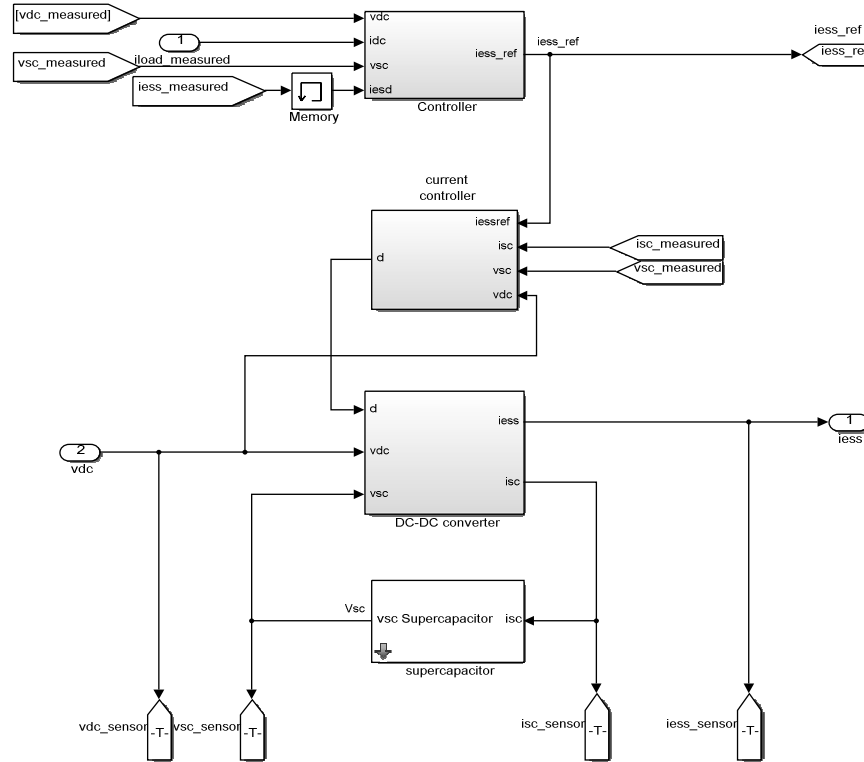 [vdc_measured]
vdc
1
idc
iload_measured
vsc_measured
vsc
iess_measured
iesd
Memory
iess_ref
Controller
iess_ref
iess_ref
iess_re
current
controller
iessref
isc
isc_measured
d
vsc
vsc_measured
vdc
d
iess
1
iess
2
vdc
vdc
isc
vsc
DC-DC converter
Vsc
vsc Supercapacitor
isc
supercapacitor
vdc_sensor
-T-
vsc_sensor
-T-
isc_sensor
-T-
iess_sensor
-T-